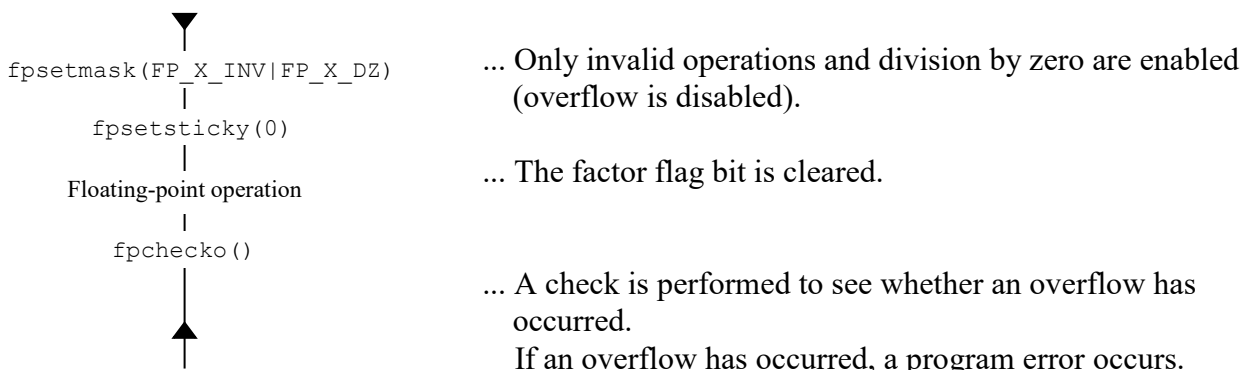 fpsetmask(FP_X_INV|FP_X_DZ)
... Only invalid operations and division by zero are enabled
(overflow is disabled).
fpsetsticky(0)
... The factor flag bit is cleared.
Floating-point operation
fpchecko()
... A check is performed to see whether an overflow has
occurred.
If an overflow has occurred, a program error occurs.